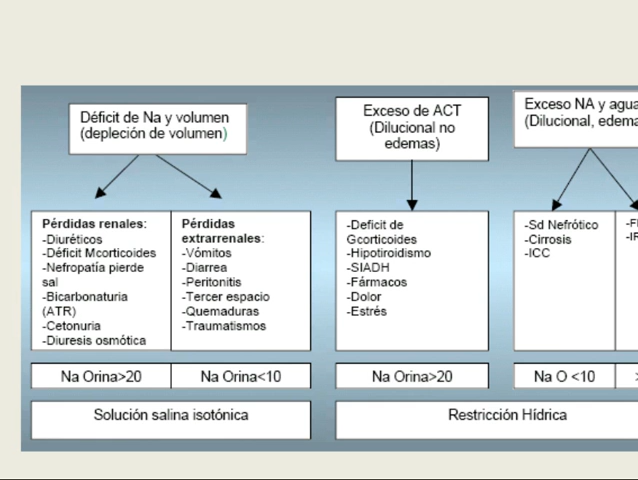 Déficit de Na y volumen
(depleción de volumen)
Exceso de ACT
(Dilucional no
edemas)
Exceso NA y agua
(Dilucional, edema
Pérdidas renales:
-Diuréticos
-Déficit Mcorticoides
-Nefropatía pierde
sal
-Bicarbonaturia
(ATR)
-Cetonuria
-Diuresis osmótica
Pérdidas
extrarrenales:
-Vómitos
-Diarrea
-Peritonitis
-Tercer espacio
-Quemaduras
-Traumatismos
-Deficit de
Gcorticoides
-Hipotiroidismo
-SIADH
-Fármacos
-Dolor
-Estrés
-Sd Nefrótico
-Cirrosis
-ICC
Na Orina>20
Na Orina<10
Na Orina>20
Na O <10
Solución salina isotónica
Restricción Hídrica